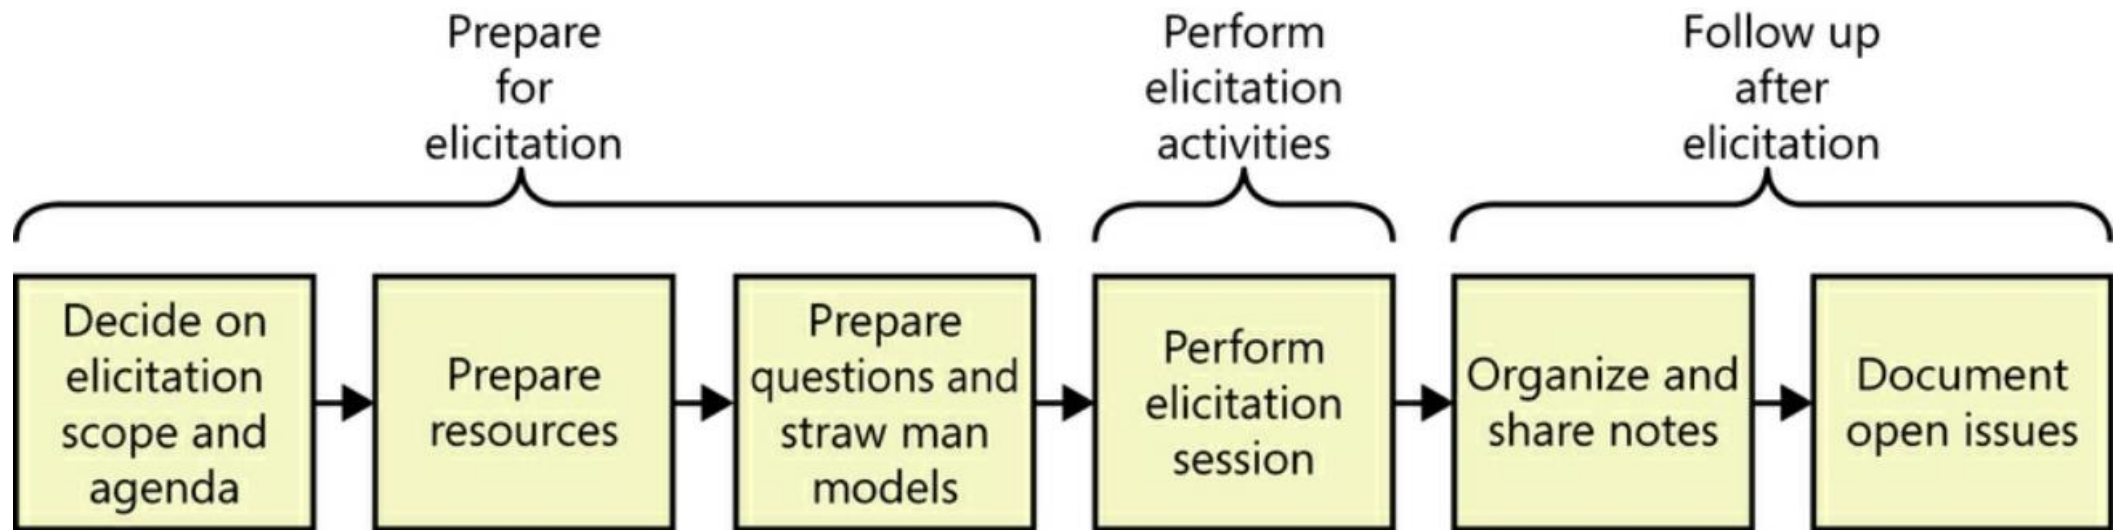 Prepare
for
elicitation
Perform
elicitation
activities
Follow up
after
elicitation
Decide on
elicitation
scope and
agenda
Prepare
resources
Prepare
questions and
straw man
models
Perform
elicitation
session
Organize and
share notes
Document
open issues